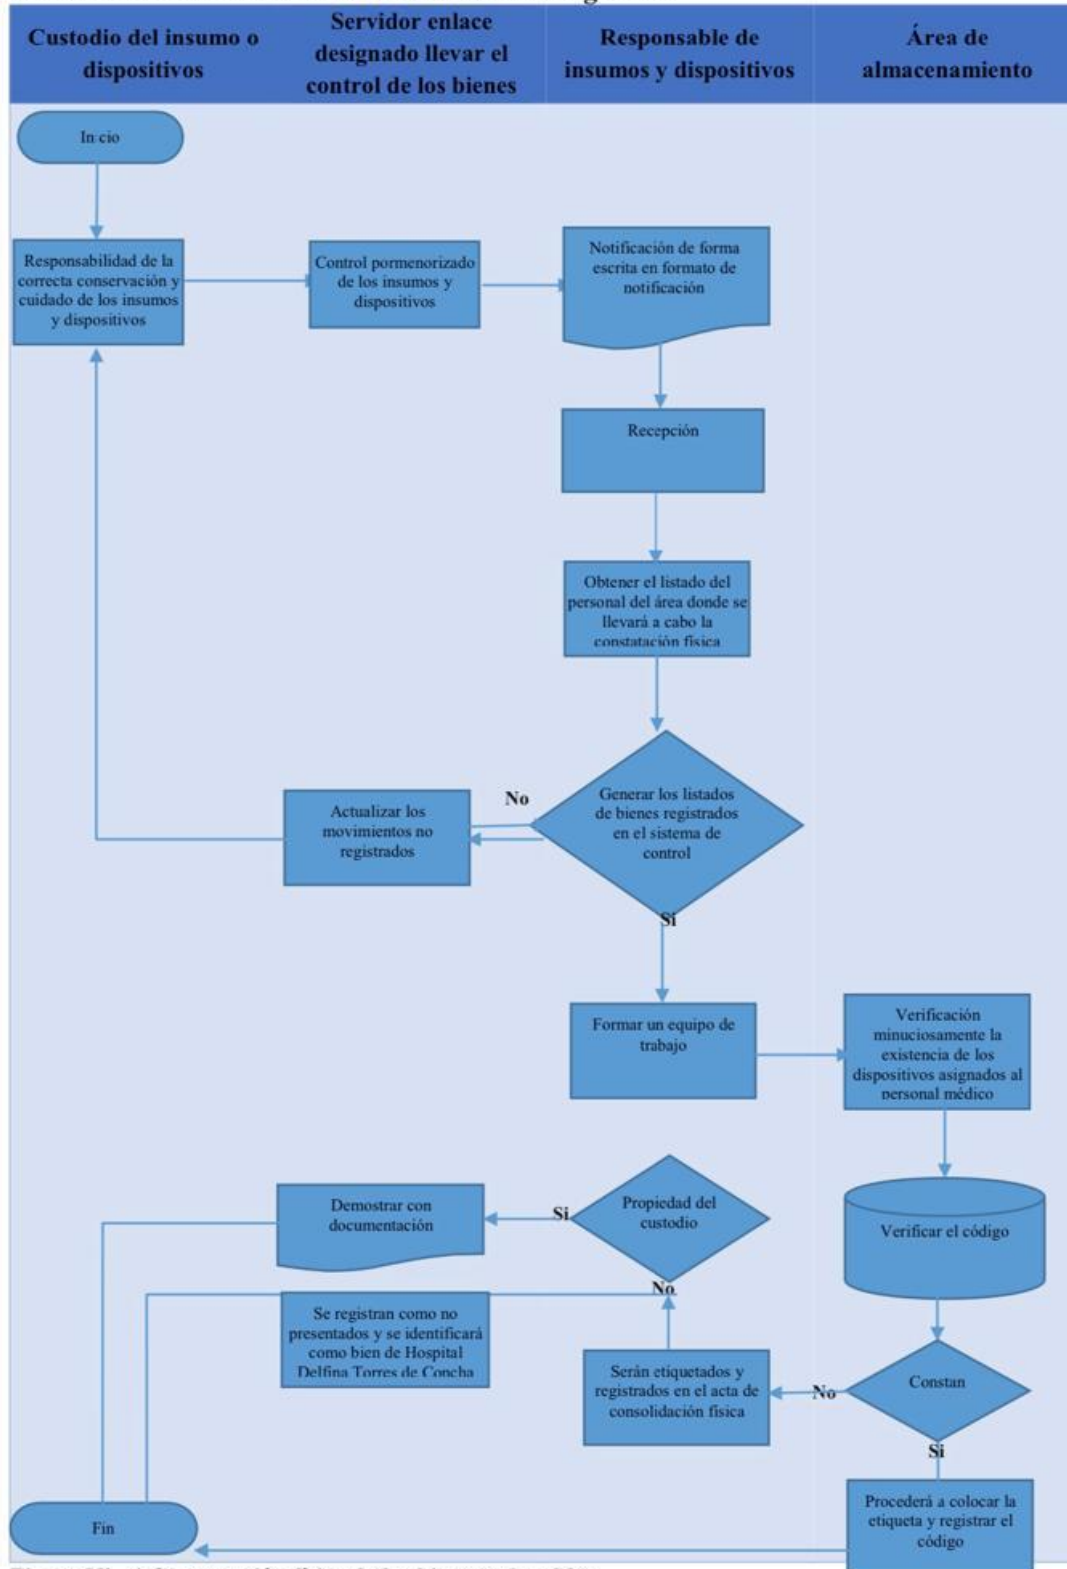 Custodio del insumo o
dispositivos
Servidor enlace
designado llevar el
control de los bienes
Responsable de
insumos y dispositivos
Área de
almacenamiento
Incio
Responsabilidad de la
correcta conservación y
cuidado de los insumos
y dispositivos
Control pormenorizado
de los insumos y
dispositivos
Notificación de forma
escrita en formato de
notificación
Recepción
Obtener el listado del
personal del área donde se
llevará a cabo la
constatación física
Generar los listados
de bienes registrados
en el sistema de
control
No
Actualizar los
movimientos no
registrados
Si
Formar un equipo de
trabajo
Verificación
minuciosamente la
existencia de los
dispositivos asignados al
personal médico
Verificar el código
Constan
No
Si
Serán etiquetados y
registrados en el acta de
consolidación física
Propiedad del
custodio
Si
No
Demostrar con
documentación
Se registran como no
presentados y se identificará
como bien de Hospital
Delfina Torres de Concha
Procederá a colocar la
etiqueta y registrar el
código
Fin